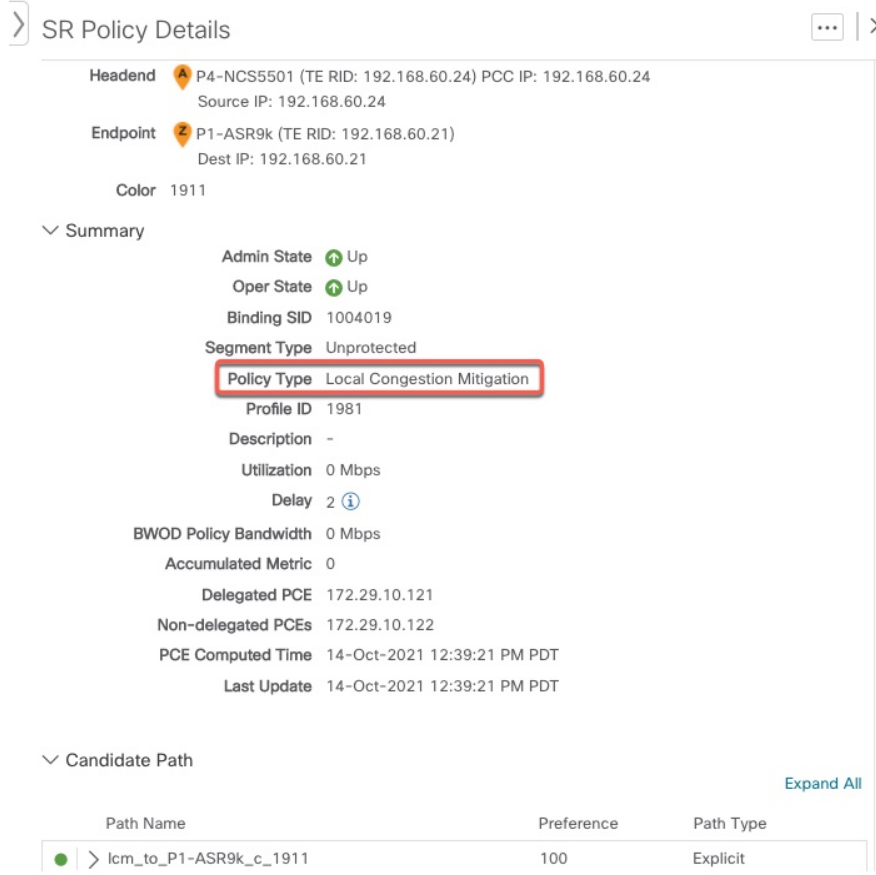 SR Policy Details
Headend A P4-NCS5501 (TE RID: 192.168.60.24) PCC IP: 192.168.60.24
Source IP: 192.168.60.24
Endpoint Z P1-ASR9k (TE RID: 192.168.60.21)
Dest IP: 192.168.60.21
Color 1911
Summary
Admin State Up
Oper State Up
Binding SID 1004019
Segment Type Unprotected
Policy Type Local Congestion Mitigation
Profile ID 1981
Description -
Utilization 0 Mbps
Delay 2 i
BWOD Policy Bandwidth 0 Mbps
Accumulated Metric 0
Delegated PCE 172.29.10.121
Non-delegated PCEs 172.29.10.122
PCE Computed Time 14-Oct-2021 12:39:21 PM PDT
Last Update 14-Oct-2021 12:39:21 PM PDT
Candidate Path
Expand All
Path Name Preference Path Type
lcm_to_P1-ASR9k_c_1911 100 Explicit